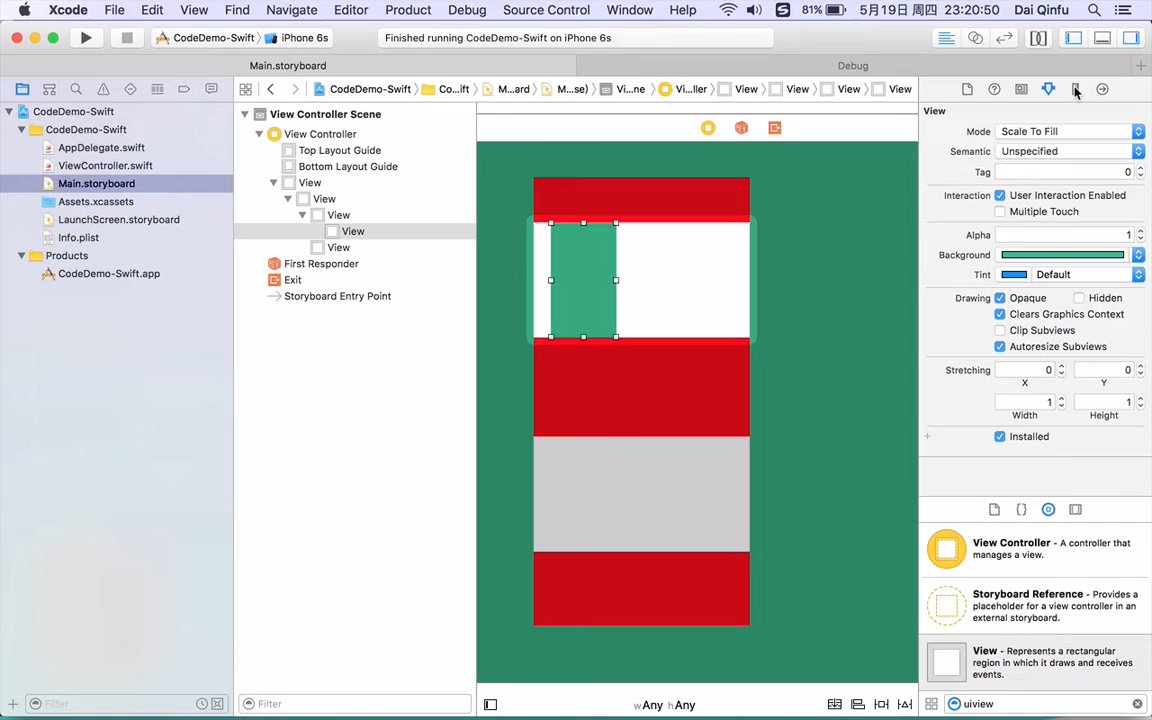 Xcode File Edit View Find Navigate Editor Product Debug Source Control Window Help 81% 5月19日 周四 23:20:50 Dai Qinfu
CodeDemo-Swift iPhone 6s Finished running CodeDemo-Swift on iPhone 6s
Main.storyboard Debug
CodeDemo-Swift Co...ift M...ard M...se) Vi...ne V...ller View View View View
CodeDemo-Swift
CodeDemo-Swift
AppDelegate.swift
ViewController.swift
Main.storyboard
Assets.xcassets
LaunchScreen.storyboard
Info.plist
Products
CodeDemo-Swift.app
Filter
View Controller Scene
View Controller
Top Layout Guide
Bottom Layout Guide
View
View
View
View
View
First Responder
Exit
Storyboard Entry Point
Filter
wAny hAny
View
Mode Scale To Fill
Semantic Unspecified
Tag 0
Interaction User Interaction Enabled
Multiple Touch
Alpha 1
Background
Tint Default
Drawing Opaque Hidden
Clears Graphics Context
Clip Subviews
Autoresize Subviews
Stretching 0 0
X Y
1 1
Width Height
Installed
View Controller - A controller that
manages a view.
Storyboard Reference - Provides a
placeholder for a view controller in an
external storyboard.
View - Represents a rectangular
region in which it draws and receives
events.
uiview